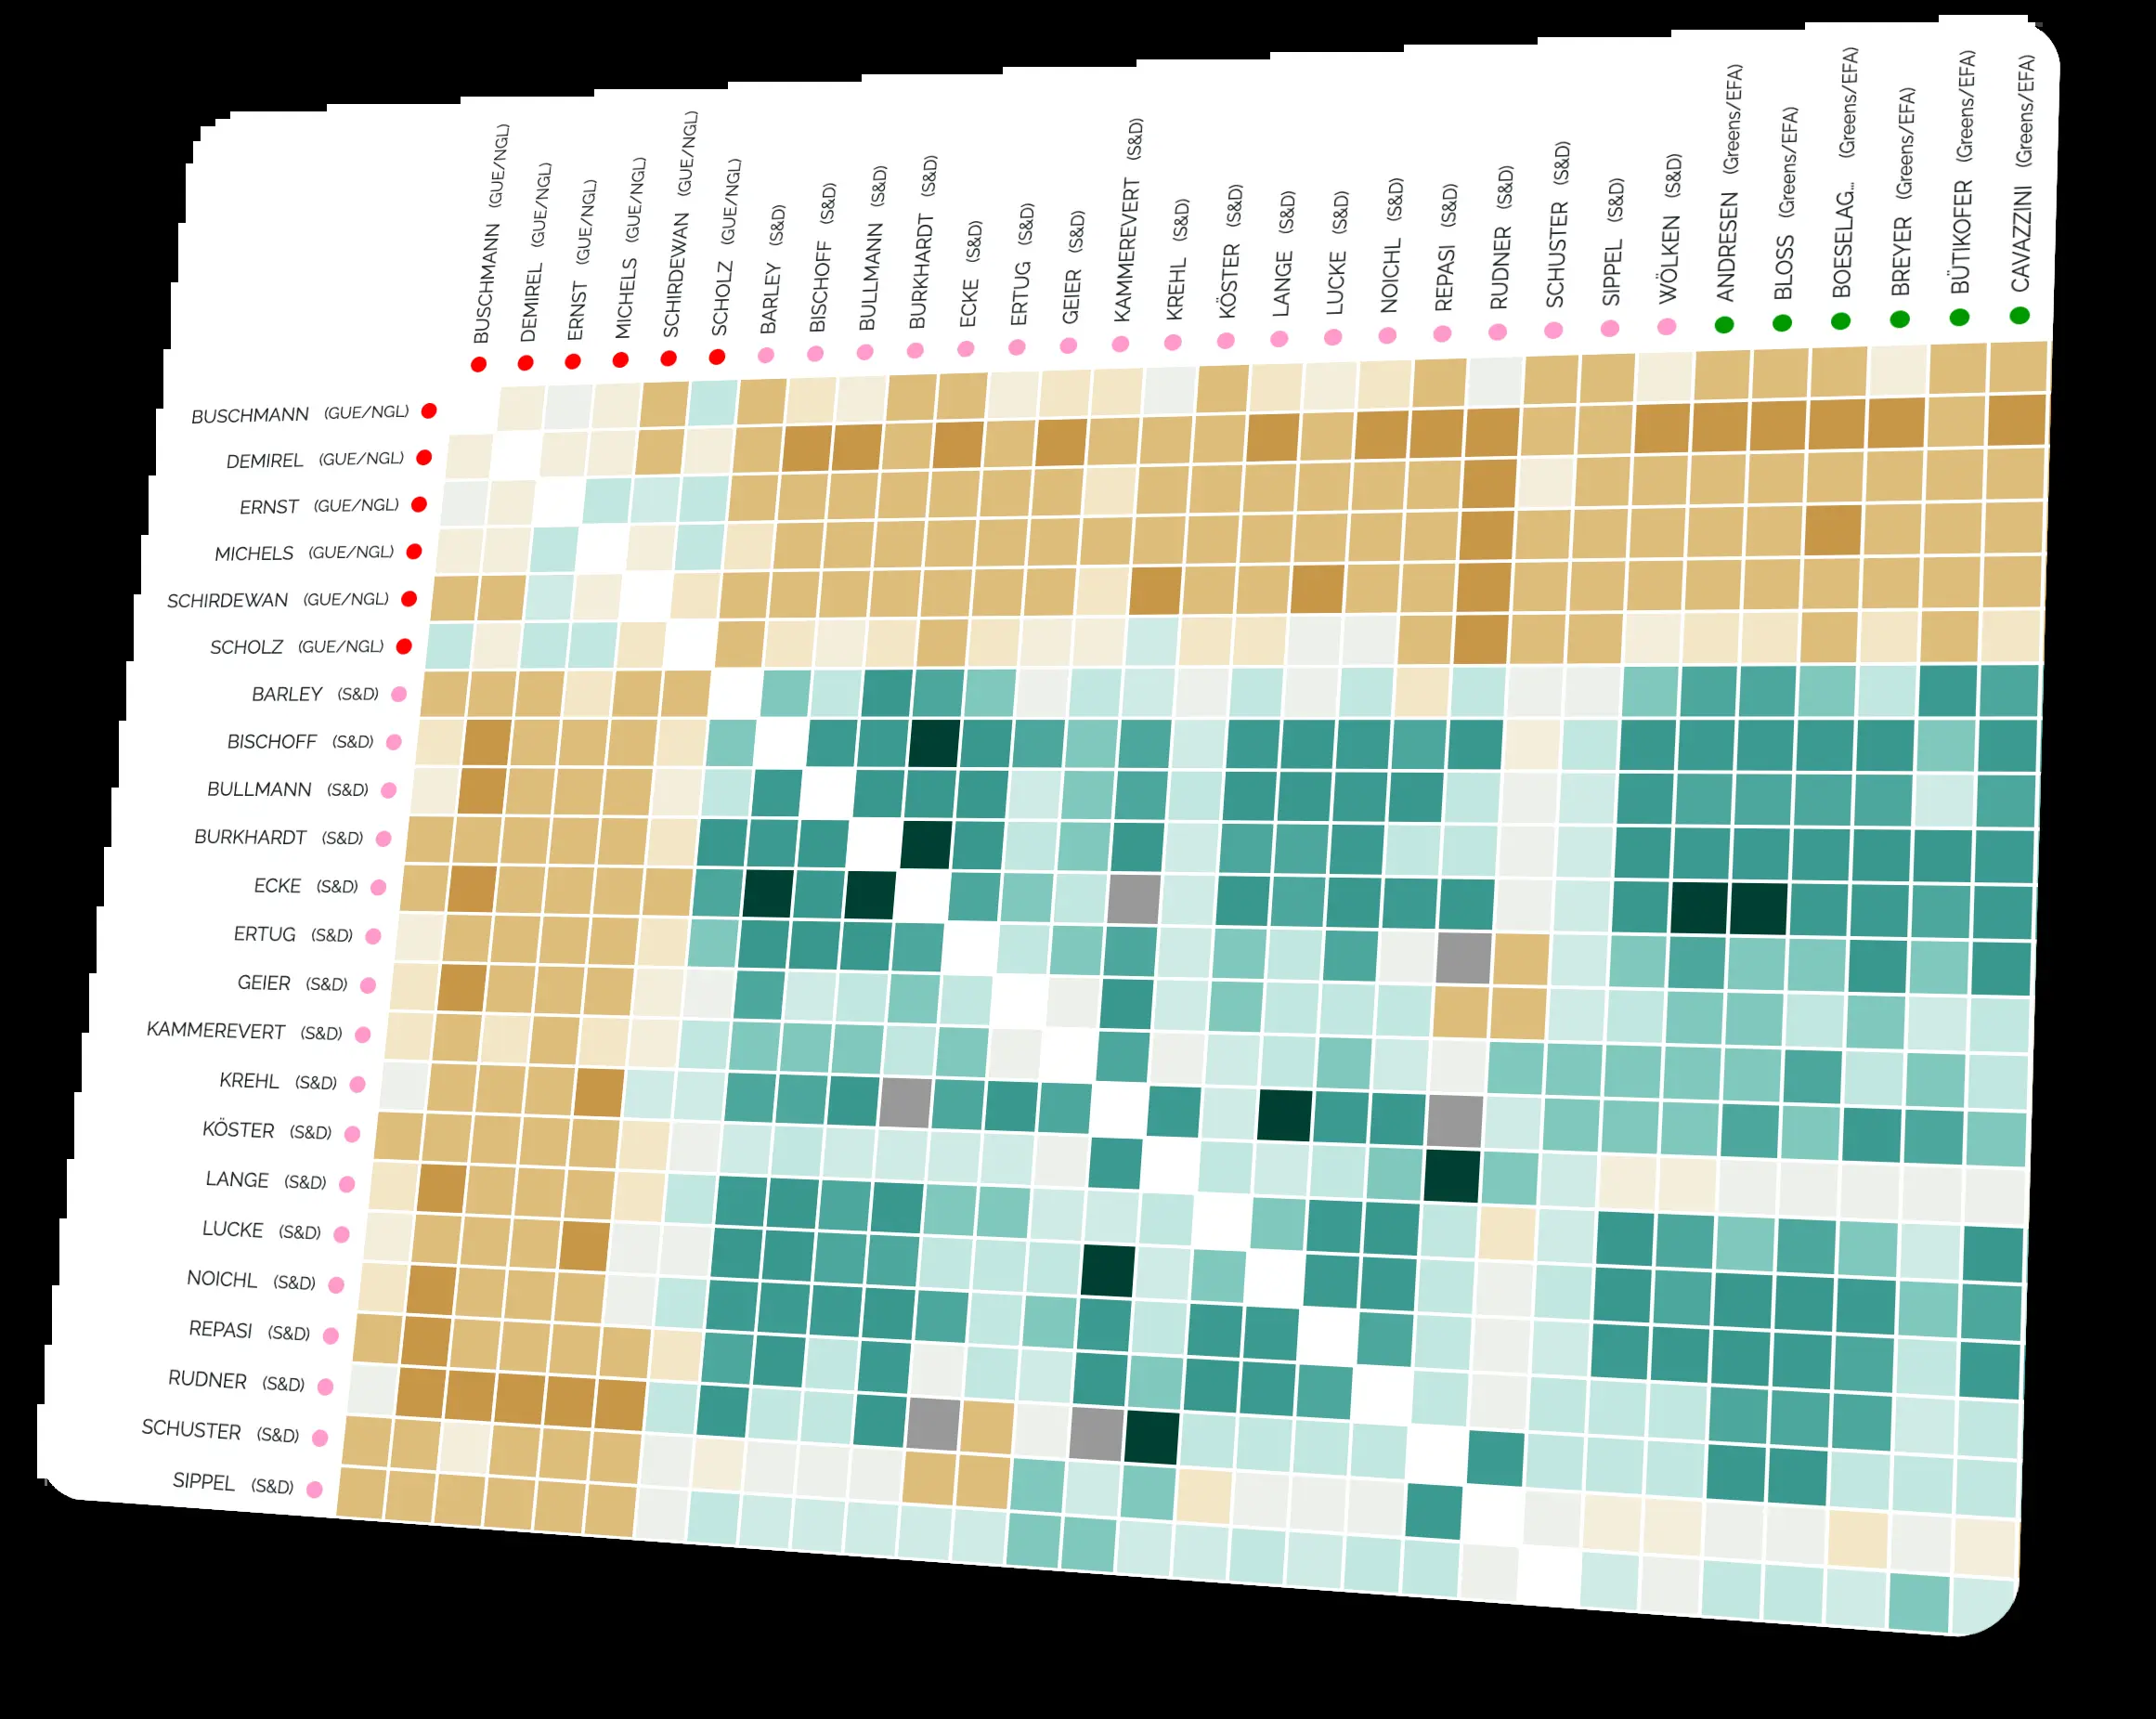 BUSCHMANN (GUE/NGL)
DEMIREL (GUE/NGL)
ERNST (GUE/NGL)
MICHELS (GUE/NGL)
SCHIRDEWAN (GUE/NGL)
SCHOLZ (GUE/NGL)
BARLEY (S&D)
BISCHOFF (S&D)
BULLMANN (S&D)
BURKHARDT (S&D)
ECKE (S&D)
ERTUG (S&D)
GEIER (S&D)
KAMMEREVERT (S&D)
KREHL (S&D)
KÖSTER (S&D)
LANGE (S&D)
LUCKE (S&D)
NOICHL (S&D)
REPASI (S&D)
RUDNER (S&D)
SCHUSTER (S&D)
SIPPEL (S&D)
WÖLKEN (S&D)
ANDRESEN (Greens/EFA)
BLOSS (Greens/EFA)
BOESELAG... (Greens/EFA)
BREYER (Greens/EFA)
BÜTIKOFER (Greens/EFA)
CAVAZZINI (Greens/EFA)
BUSCHMANN (GUE/NGL)
DEMIREL (GUE/NGL)
ERNST (GUE/NGL)
MICHELS (GUE/NGL)
SCHIRDEWAN (GUE/NGL)
SCHOLZ (GUE/NGL)
BARLEY (S&D)
BISCHOFF (S&D)
BULLMANN (S&D)
BURKHARDT (S&D)
ECKE (S&D)
ERTUG (S&D)
GEIER (S&D)
KAMMEREVERT (S&D)
KREHL (S&D)
KÖSTER (S&D)
LANGE (S&D)
LUCKE (S&D)
NOICHL (S&D)
REPASI (S&D)
RUDNER (S&D)
SCHUSTER (S&D)
SIPPEL (S&D)